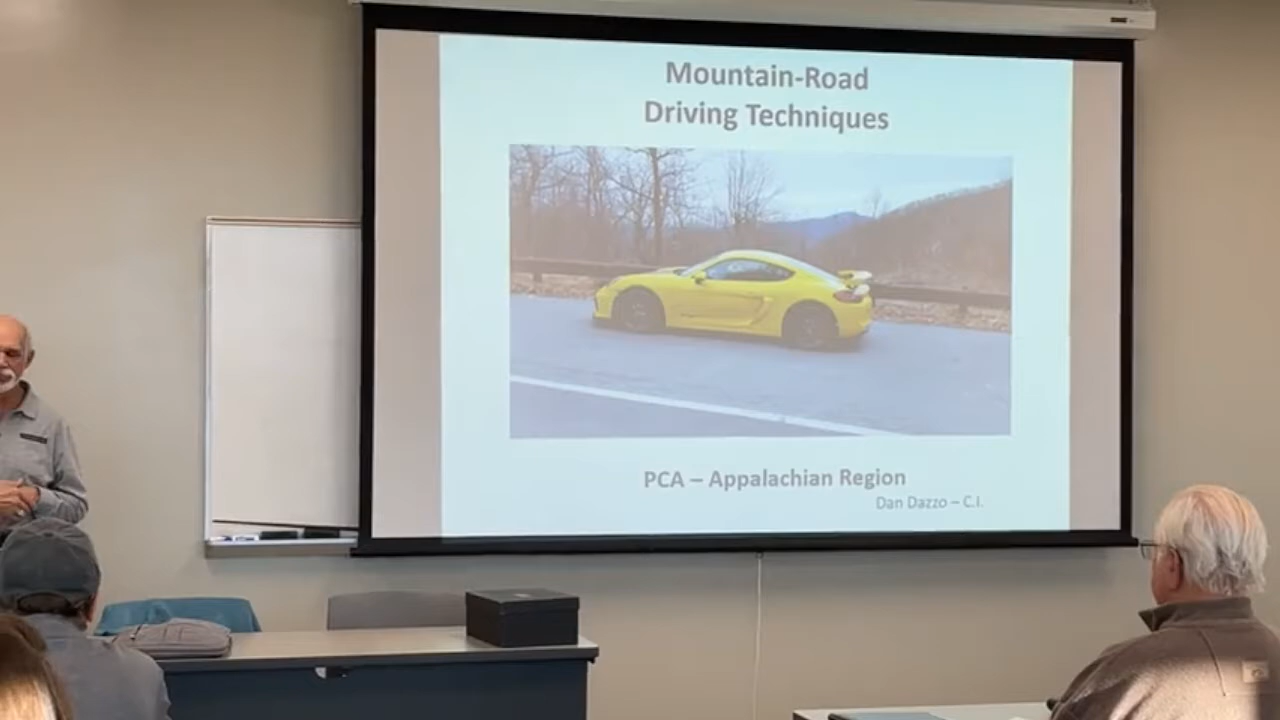 Mountain-Road
Driving Techniques
PCA – Appalachian Region
Dan Dazzo – C.I.